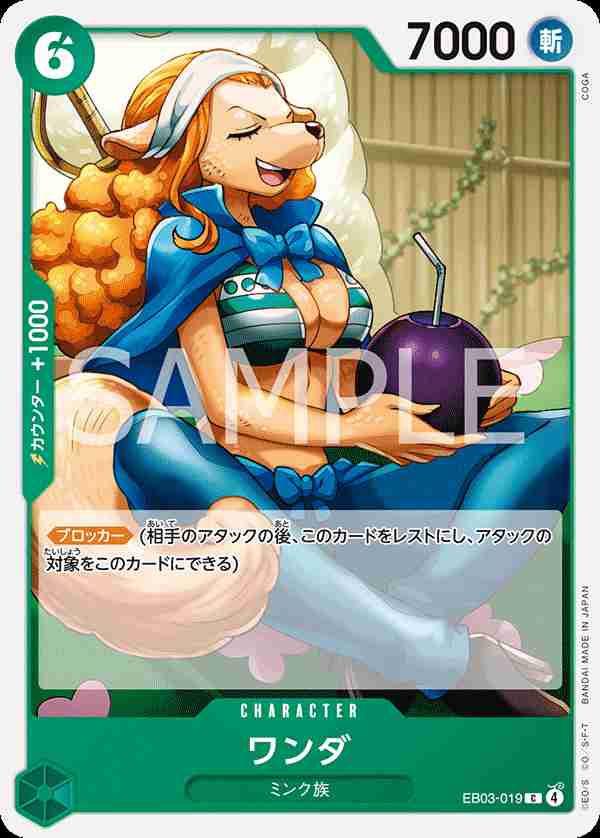 6
7000
斬
COGA
⚡カウンター +1000
SAMPLE
ブロッカー (相手のアタックの後、このカードをレストにし、アタックの
対象をこのカードにできる)
CHARACTER
ワンダ
ミンク族
EB03-019 C 4
©EO/S ©O/S・F・T BANDAI MADE IN JAPAN